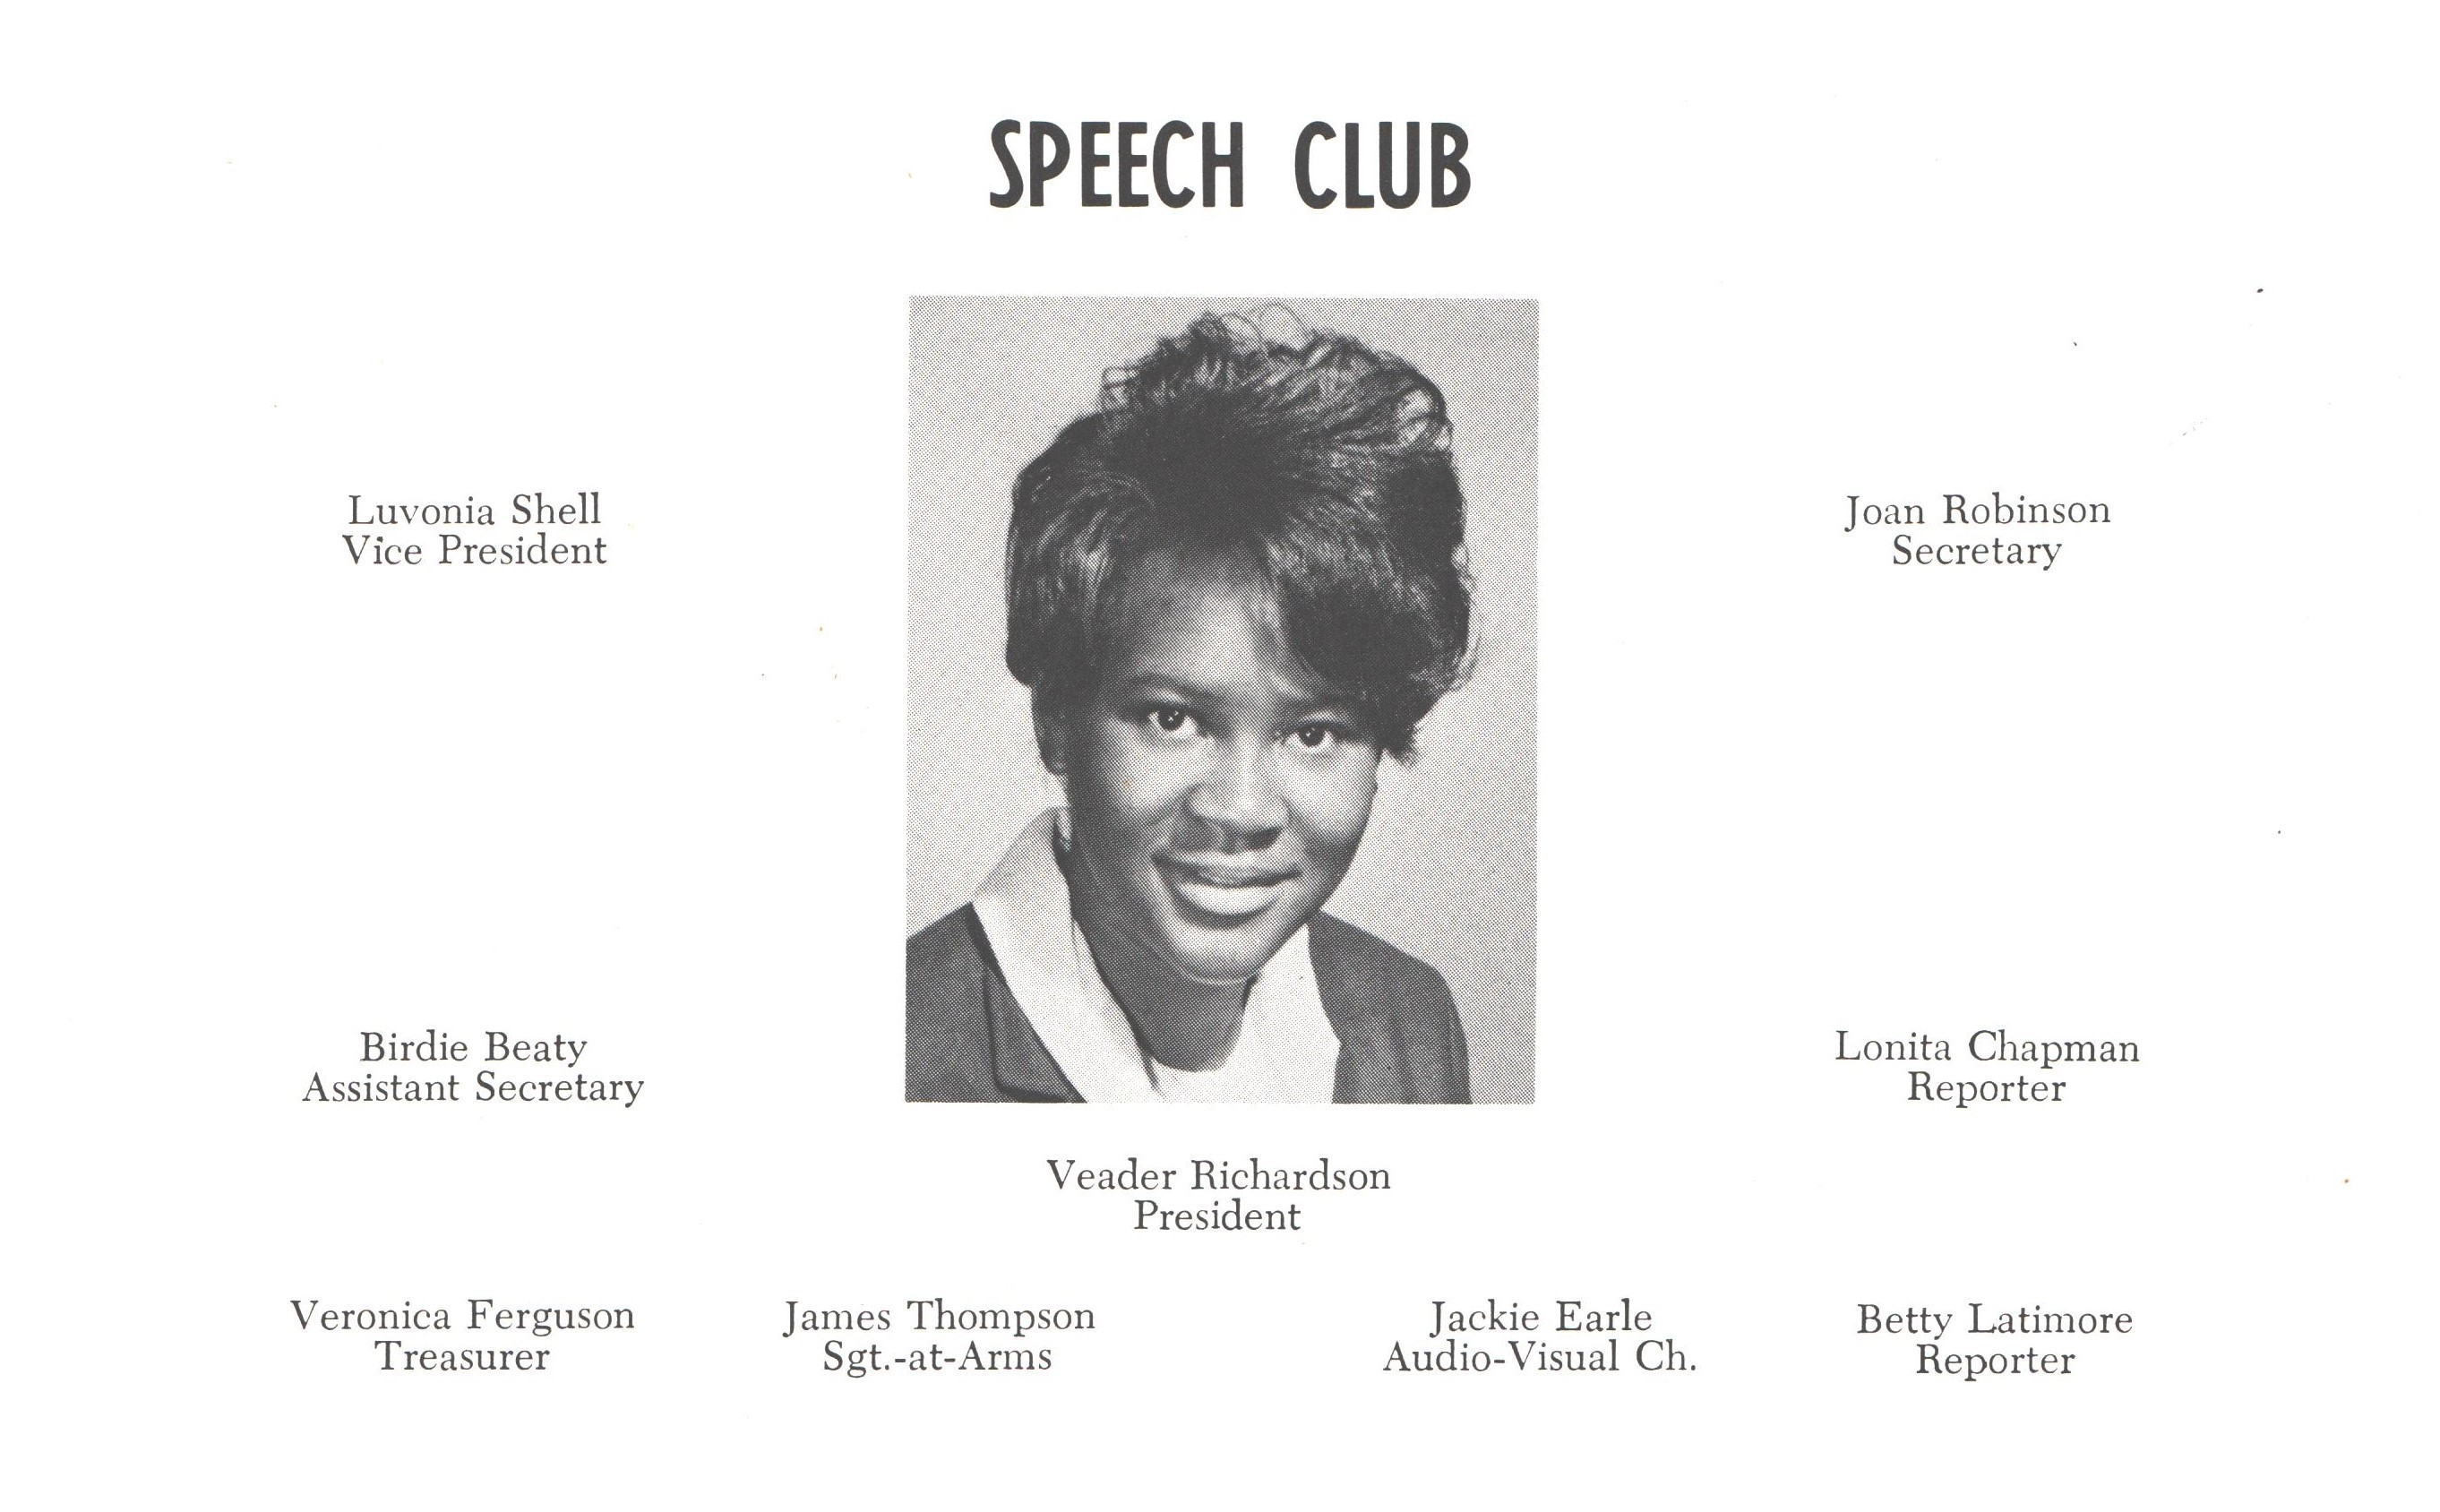 SPEECH CLUB
Luvonia Shell
Vice President
Joan Robinson
Secretary
Birdie Beaty
Assistant Secretary
Lonita Chapman
Reporter
Veader Richardson
President
Veronica Ferguson
Treasurer
James Thompson
Sgt.-at-Arms
Jackie Earle
Audio-Visual Ch.
Betty Latimore
Reporter